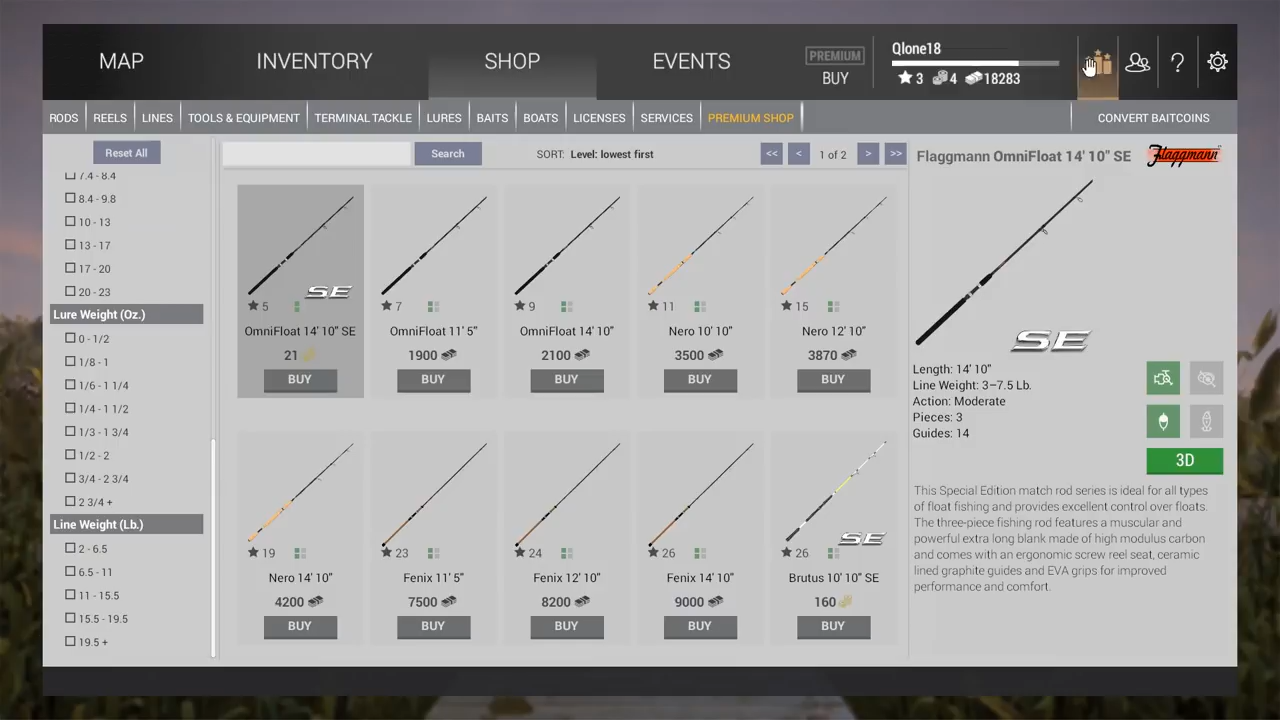 MAP
INVENTORY
SHOP
EVENTS
PREMIUM
BUY
Qlone18
3 4 18283
RODS
REELS
LINES
TOOLS & EQUIPMENT
TERMINAL TACKLE
LURES
BAITS
BOATS
LICENSES
SERVICES
PREMIUM SHOP
CONVERT BAITCOINS
Reset All
7.4 - 8.4
8.4 - 9.8
10 - 13
13 - 17
17 - 20
20 - 23
Lure Weight (Oz.)
0 - 1/2
1/8 - 1
1/6 - 1 1/4
1/4 - 1 1/2
1/3 - 1 3/4
1/2 - 2
3/4 - 2 3/4
2 3/4 +
Line Weight (Lb.)
2 - 6.5
6.5 - 11
11 - 15.5
15.5 - 19.5
19.5 +
Search
SORT: Level: lowest first
<< < 1 of 2 > >>
SE
5
OmniFloat 14' 10" SE
21
BUY
7
OmniFloat 11' 5"
1900
BUY
9
OmniFloat 14' 10"
2100
BUY
11
Nero 10' 10"
3500
BUY
15
Nero 12' 10"
3870
BUY
19
Nero 14' 10"
4200
BUY
23
Fenix 11' 5"
7500
BUY
24
Fenix 12' 10"
8200
BUY
26
Fenix 14' 10"
9000
BUY
SE
26
Brutus 10' 10" SE
160
BUY
Flaggmann OmniFloat 14' 10" SE
Flaggmann
SE
Length: 14' 10"
Line Weight: 3–7.5 Lb.
Action: Moderate
Pieces: 3
Guides: 14
3D
This Special Edition match rod series is ideal for all types
of float fishing and provides excellent control over floats.
The three-piece fishing rod features a muscular and
powerful extra long blank made of high modulus carbon
and comes with an ergonomic screw reel seat, ceramic
lined graphite guides and EVA grips for improved
performance and comfort.